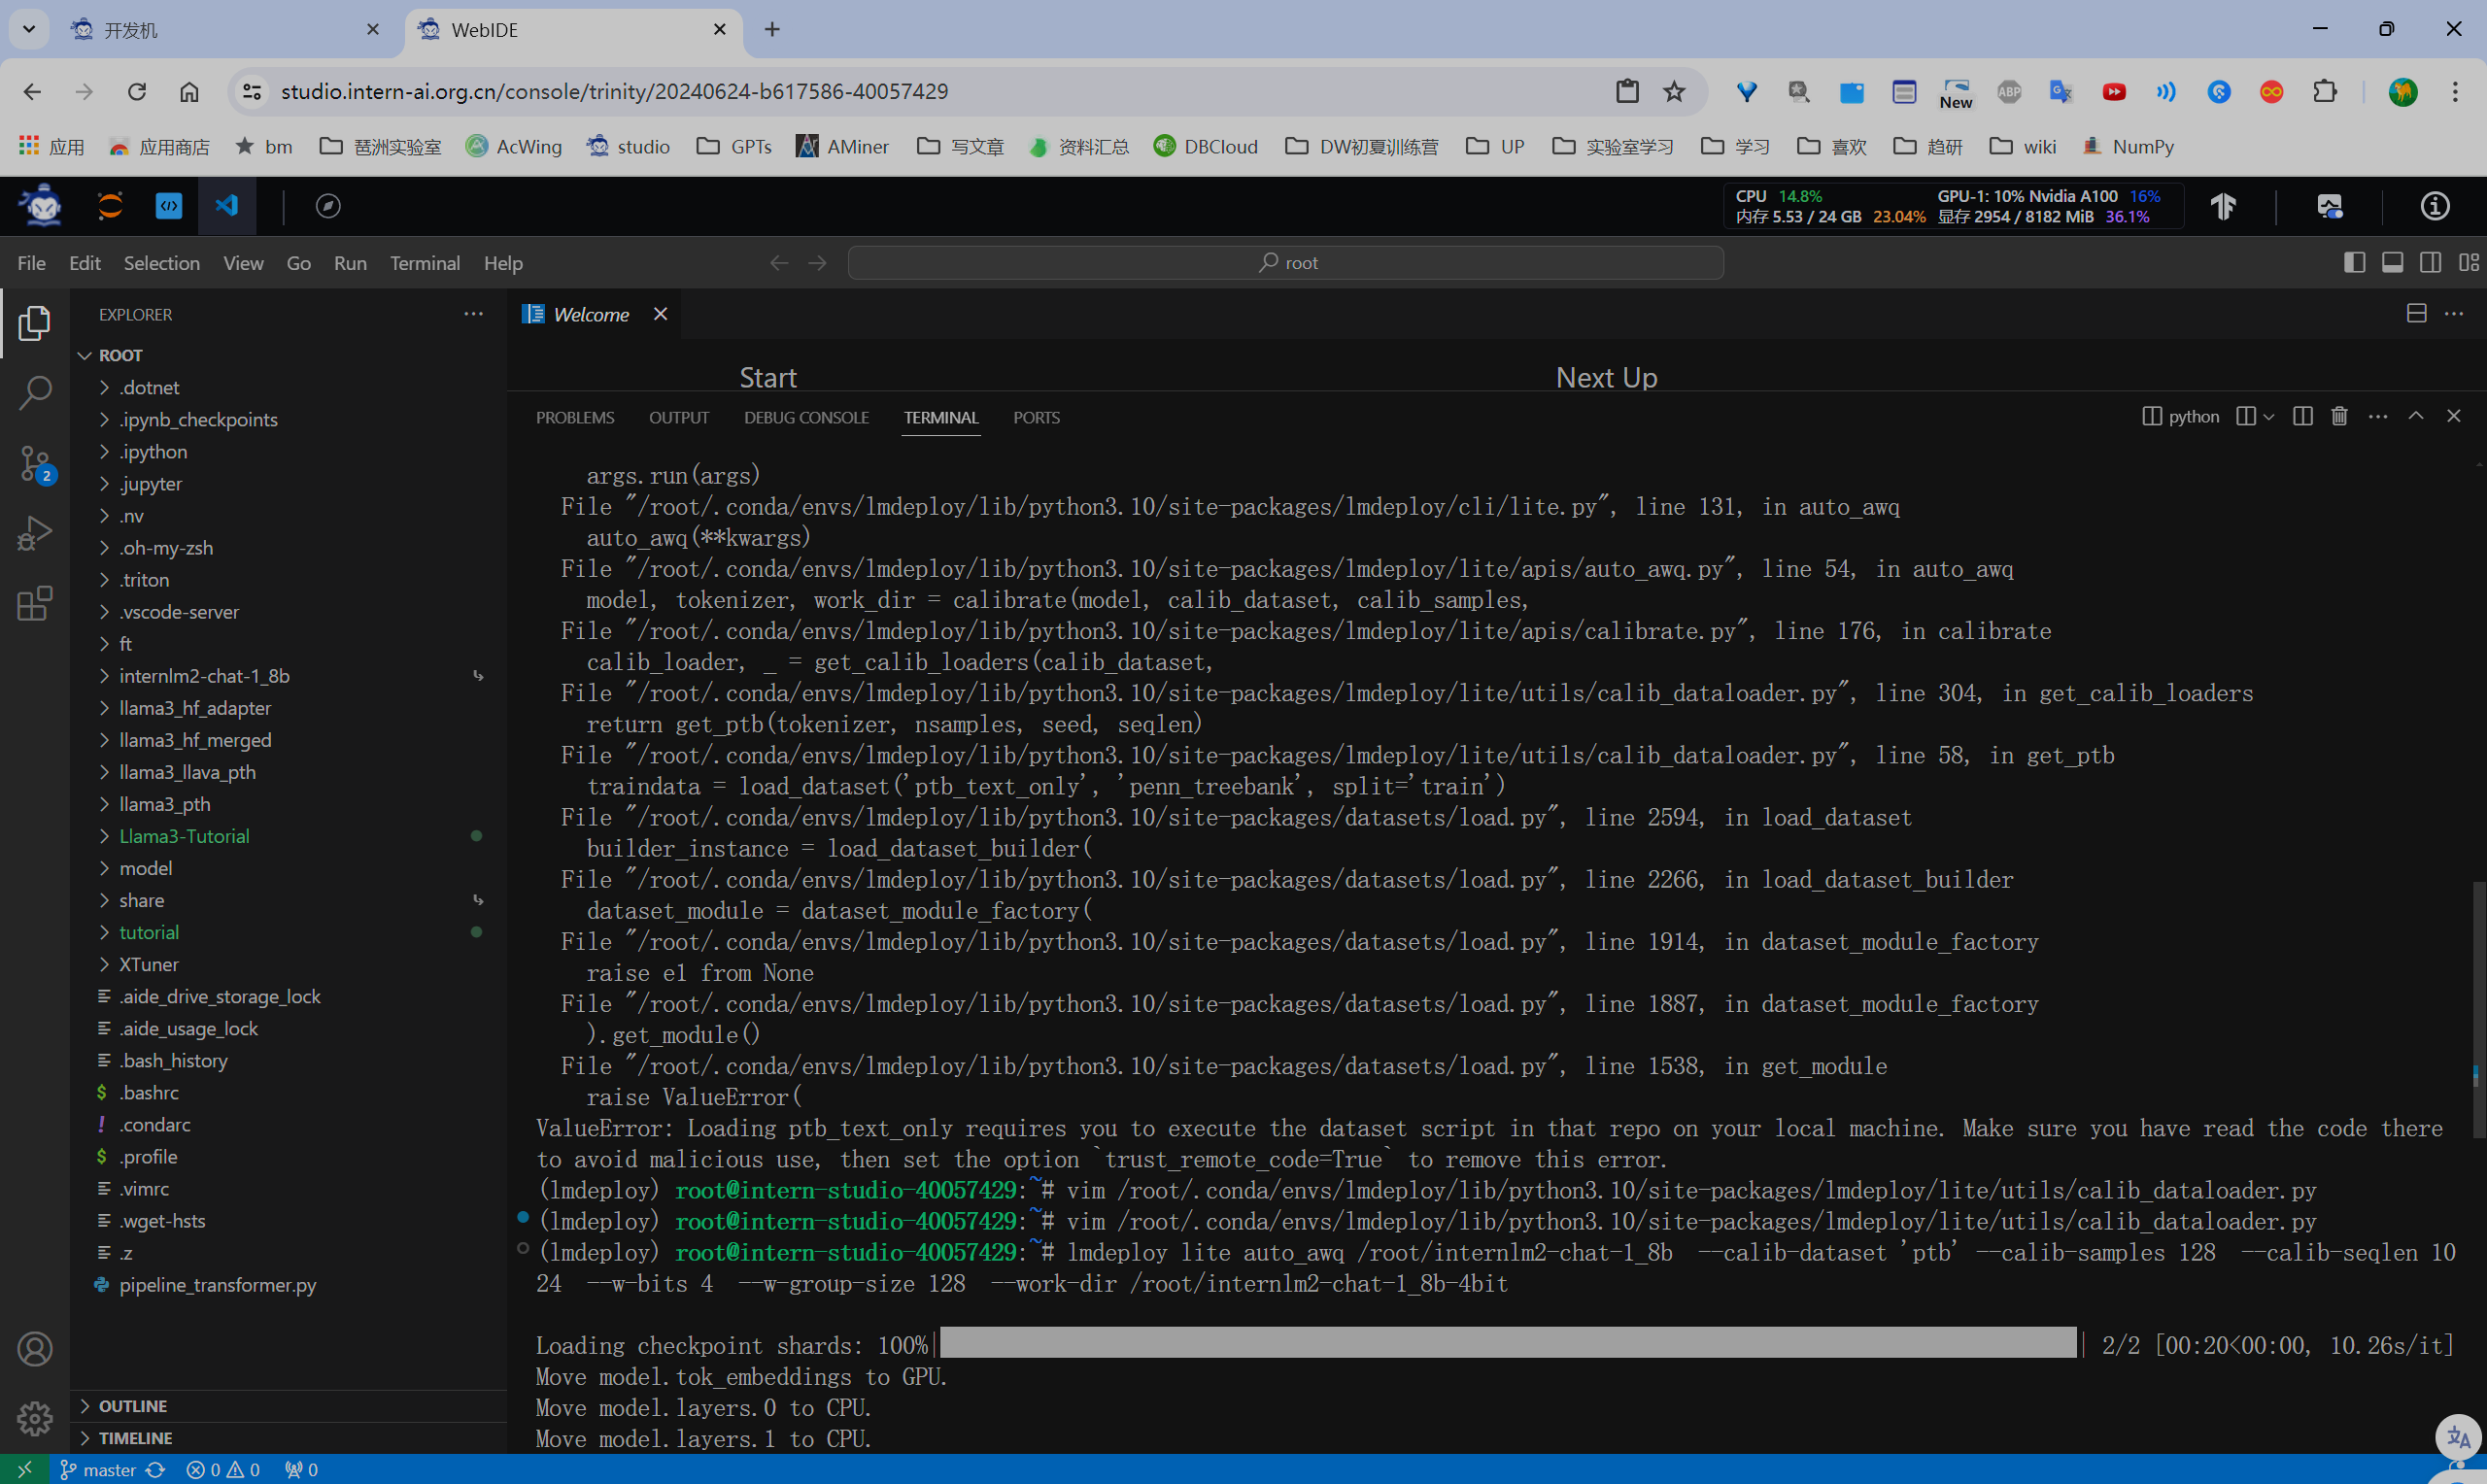 开发机
WebIDE
studio.intern-ai.org.cn/console/trinity/20240624-b617586-40057429
New
ABP
应用
应用商店
bm
琶洲实验室
AcWing
studio
GPTs
AMiner
写文章
资料汇总
DBCloud
DW初夏训练营
UP
实验室学习
学习
喜欢
趋研
wiki
NumPy
CPU 14.8% GPU-1: 10% Nvidia A100 16%
内存 5.53 / 24 GB 23.04% 显存 2954 / 8182 MiB 36.1%
File Edit Selection View Go Run Terminal Help
root
EXPLORER
ROOT
.dotnet
.ipynb_checkpoints
.ipython
.jupyter
.nv
.oh-my-zsh
.triton
.vscode-server
ft
internlm2-chat-1_8b
llama3_hf_adapter
llama3_hf_merged
llama3_llava_pth
llama3_pth
Llama3-Tutorial
model
share
tutorial
XTuner
.aide_drive_storage_lock
.aide_usage_lock
.bash_history
.bashrc
.condarc
.profile
.vimrc
.wget-hsts
.z
pipeline_transformer.py
OUTLINE
TIMELINE
2
Welcome
Start
Next Up
PROBLEMS OUTPUT DEBUG CONSOLE TERMINAL PORTS
python
args.run(args)
File "/root/.conda/envs/lmdeploy/lib/python3.10/site-packages/lmdeploy/cli/lite.py", line 131, in auto_awq
auto_awq(**kwargs)
File "/root/.conda/envs/lmdeploy/lib/python3.10/site-packages/lmdeploy/lite/apis/auto_awq.py", line 54, in auto_awq
model, tokenizer, work_dir = calibrate(model, calib_dataset, calib_samples,
File "/root/.conda/envs/lmdeploy/lib/python3.10/site-packages/lmdeploy/lite/apis/calibrate.py", line 176, in calibrate
calib_loader, _ = get_calib_loaders(calib_dataset,
File "/root/.conda/envs/lmdeploy/lib/python3.10/site-packages/lmdeploy/lite/utils/calib_dataloader.py", line 304, in get_calib_loaders
return get_ptb(tokenizer, nsamples, seed, seqlen)
File "/root/.conda/envs/lmdeploy/lib/python3.10/site-packages/lmdeploy/lite/utils/calib_dataloader.py", line 58, in get_ptb
traindata = load_dataset('ptb_text_only', 'penn_treebank', split='train')
File "/root/.conda/envs/lmdeploy/lib/python3.10/site-packages/datasets/load.py", line 2594, in load_dataset
builder_instance = load_dataset_builder(
File "/root/.conda/envs/lmdeploy/lib/python3.10/site-packages/datasets/load.py", line 2266, in load_dataset_builder
dataset_module = dataset_module_factory(
File "/root/.conda/envs/lmdeploy/lib/python3.10/site-packages/datasets/load.py", line 1914, in dataset_module_factory
raise e1 from None
File "/root/.conda/envs/lmdeploy/lib/python3.10/site-packages/datasets/load.py", line 1887, in dataset_module_factory
).get_module()
File "/root/.conda/envs/lmdeploy/lib/python3.10/site-packages/datasets/load.py", line 1538, in get_module
raise ValueError(
ValueError: Loading ptb_text_only requires you to execute the dataset script in that repo on your local machine. Make sure you have read the code there
to avoid malicious use, then set the option `trust_remote_code=True` to remove this error.
(lmdeploy) root@intern-studio-40057429:~# vim /root/.conda/envs/lmdeploy/lib/python3.10/site-packages/lmdeploy/lite/utils/calib_dataloader.py
(lmdeploy) root@intern-studio-40057429:~# vim /root/.conda/envs/lmdeploy/lib/python3.10/site-packages/lmdeploy/lite/utils/calib_dataloader.py
(lmdeploy) root@intern-studio-40057429:~# lmdeploy lite auto_awq /root/internlm2-chat-1_8b --calib-dataset 'ptb' --calib-samples 128 --calib-seqlen 10
24 --w-bits 4 --w-group-size 128 --work-dir /root/internlm2-chat-1_8b-4bit
Loading checkpoint shards: 100%| | 2/2 [00:20<00:00, 10.26s/it]
Move model.tok_embeddings to GPU.
Move model.layers.0 to CPU.
Move model.layers.1 to CPU.
master 0 0 0